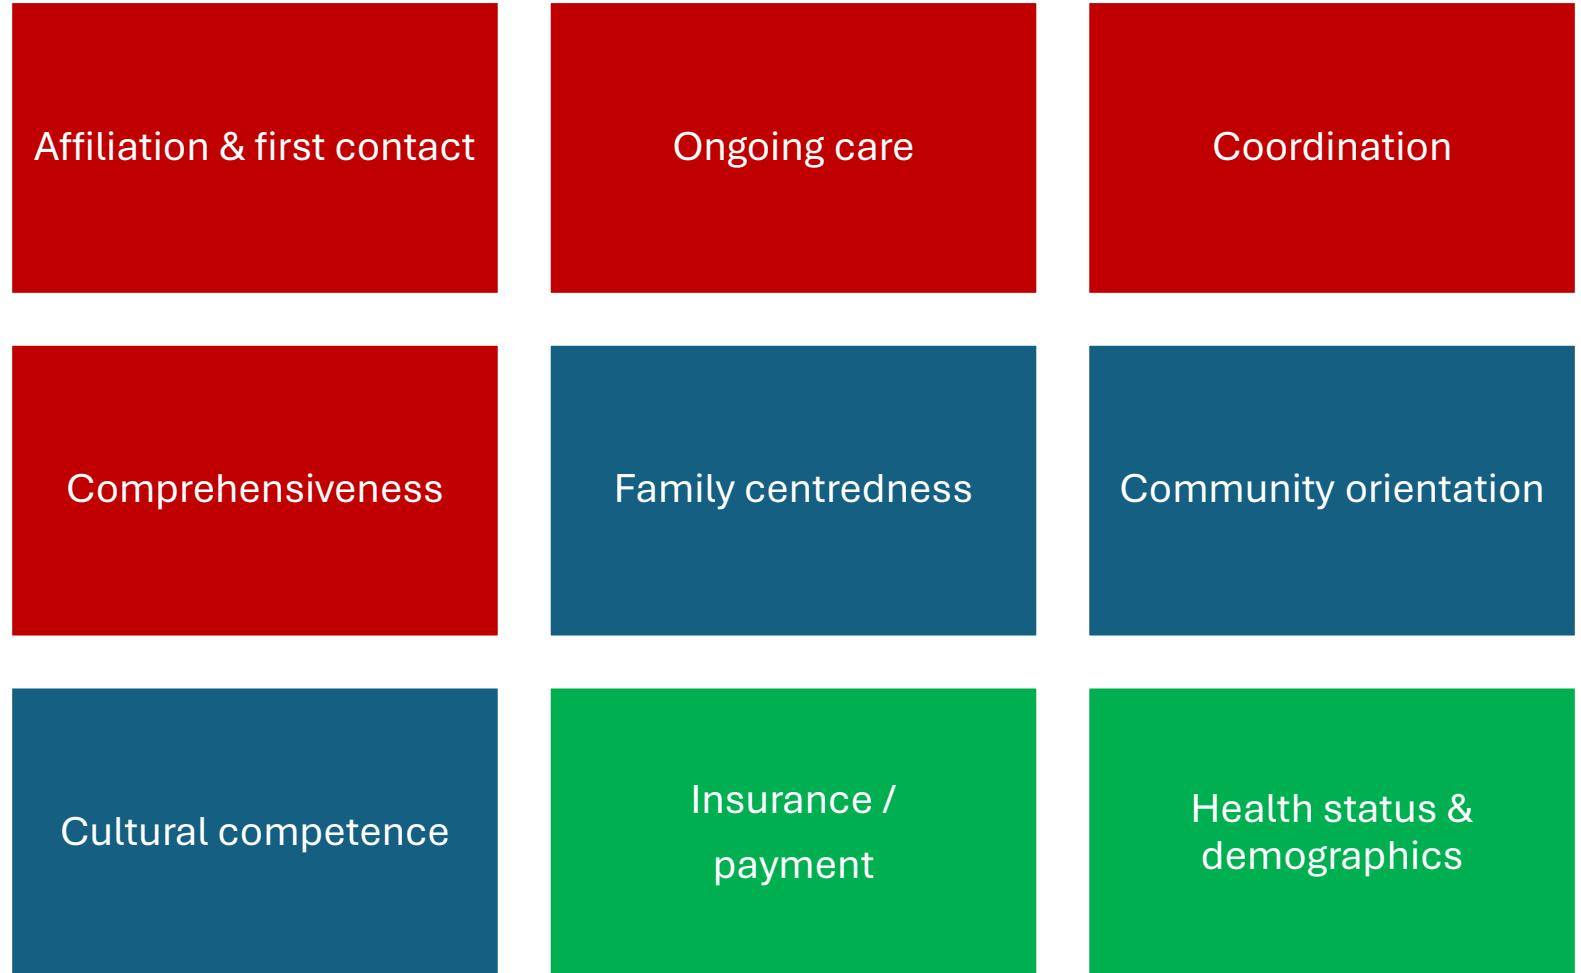 Affiliation & first contact
Ongoing care
Coordination
Comprehensiveness
Family centredness
Community orientation
Cultural competence
Insurance /
payment
Health status &
demographics